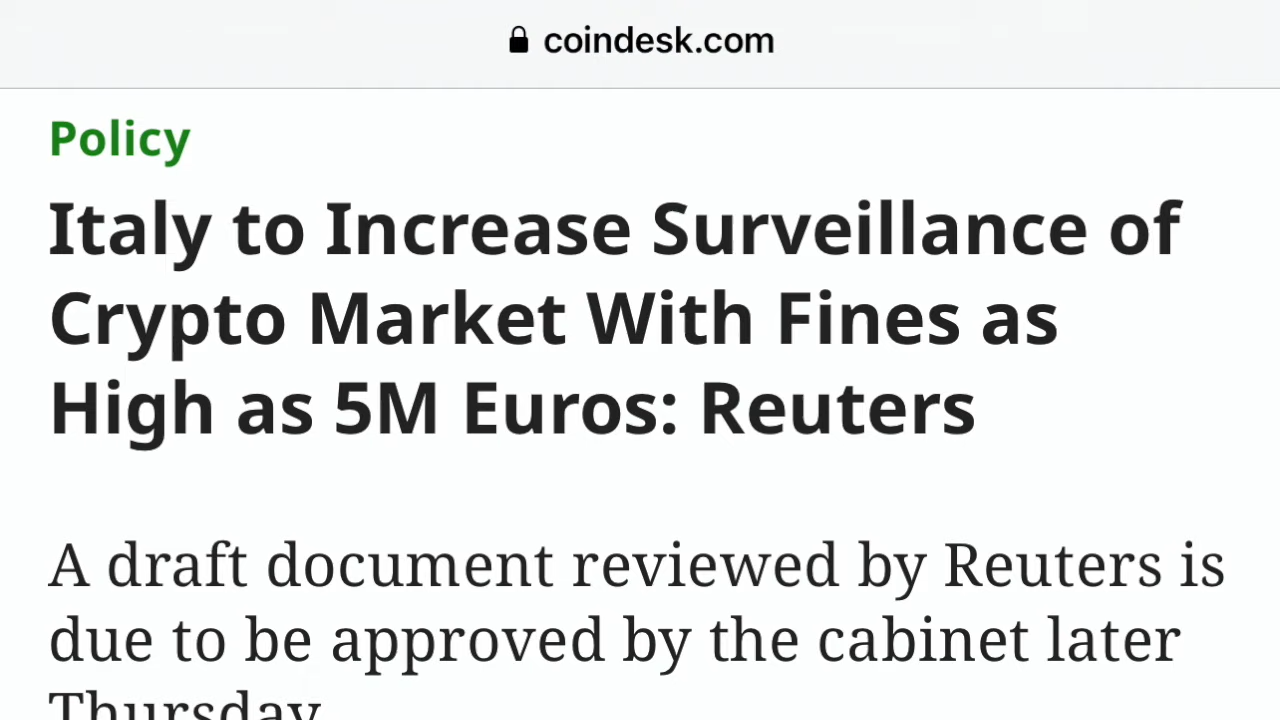 coindesk.com
Policy
Italy to Increase Surveillance of
Crypto Market With Fines as
High as 5M Euros: Reuters
A draft document reviewed by Reuters is
due to be approved by the cabinet later
Thursday